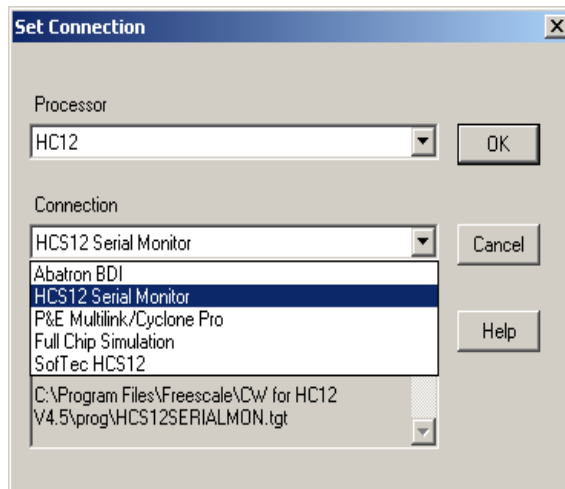 Set Connection
Processor
HC12
OK
Connection
HCS12 Serial Monitor
Cancel
Abatron BDI
HCS12 Serial Monitor
P&E Multilink/Cyclone Pro
Full Chip Simulation
SofTec HCS12
Help
C:\Program Files\Freescale\CW for HC12
V4.5\prog\HCS12SERIALMON.tgt